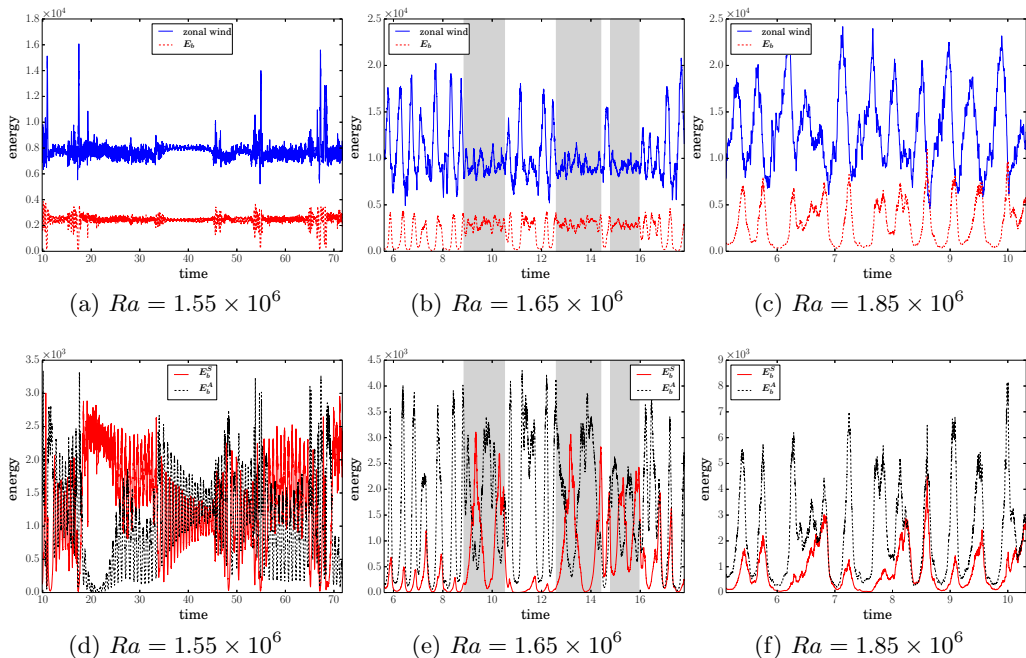 ×10⁴
1.8
1.6
1.4
1.2
1.0
0.8
0.6
0.4
0.2
0.0
10 20 30 40 50 60 70
energy
time
zonal wind
E_b
(a) Ra = 1.55 × 10⁶
×10⁴
2.5
2.0
1.5
1.0
0.5
0.0
6 8 10 12 14 16
energy
time
zonal wind
E_b
(b) Ra = 1.65 × 10⁶
×10⁴
2.5
2.0
1.5
1.0
0.5
0.0
6 7 8 9 10
energy
time
zonal wind
E_b
(c) Ra = 1.85 × 10⁶
×10³
3.5
3.0
2.5
2.0
1.5
1.0
0.5
0.0
10 20 30 40 50 60 70
energy
time
E_b^S
E_b^A
(d) Ra = 1.55 × 10⁶
×10³
4.5
4.0
3.5
3.0
2.5
2.0
1.5
1.0
0.5
0.0
6 8 10 12 14 16
energy
time
E_b^S
E_b^A
(e) Ra = 1.65 × 10⁶
×10³
9
8
7
6
5
4
3
2
1
0
6 7 8 9 10
energy
time
E_b^S
E_b^A
(f) Ra = 1.85 × 10⁶